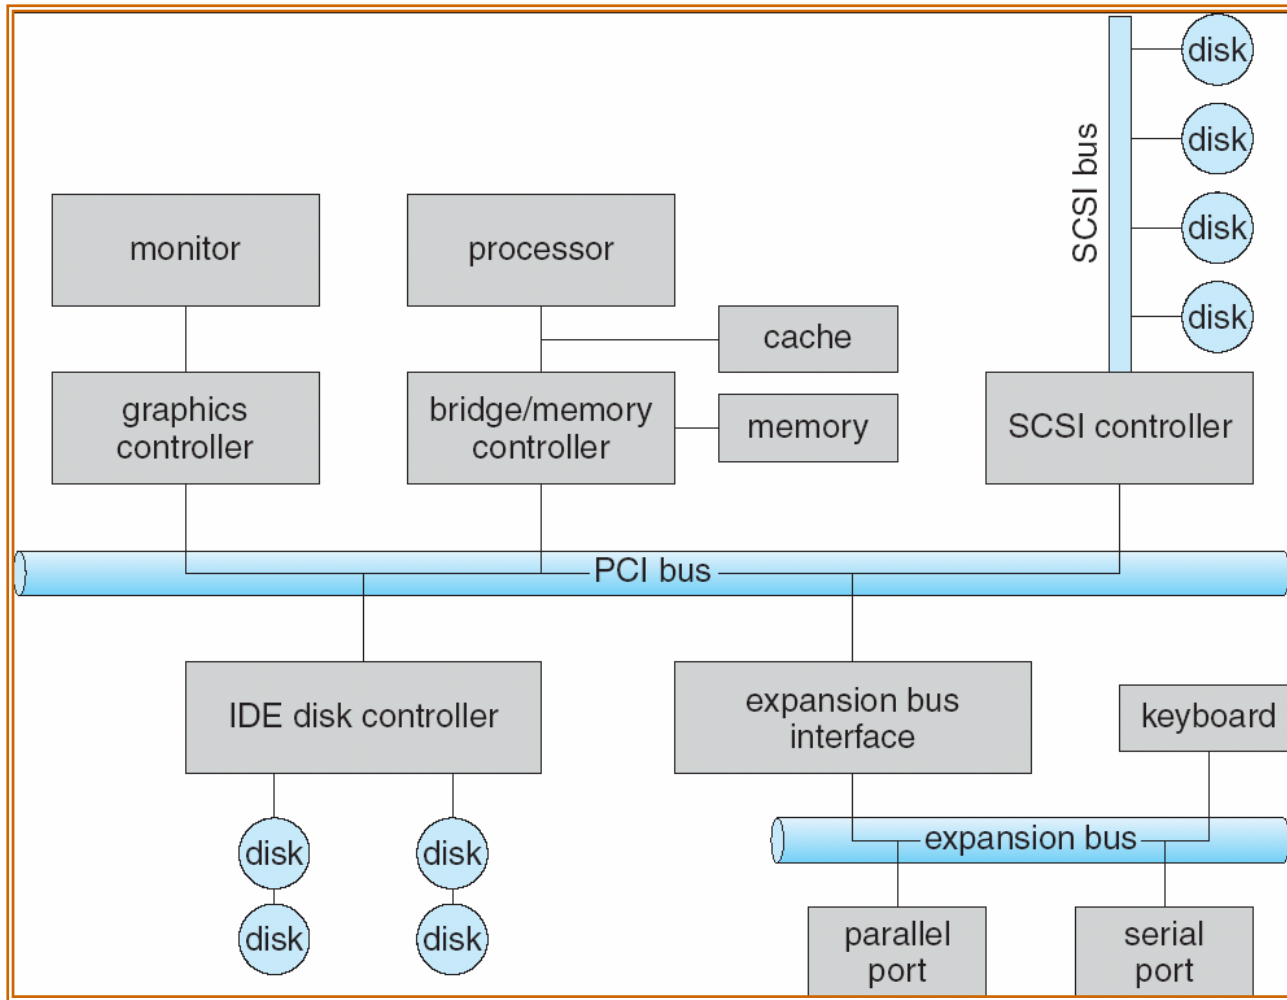 disk
disk
disk
disk
SCSI bus
monitor
processor
cache
graphics
controller
bridge/memory
controller
memory
SCSI controller
PCI bus
IDE disk controller
expansion bus
interface
keyboard
disk
disk
disk
disk
expansion bus
parallel
port
serial
port